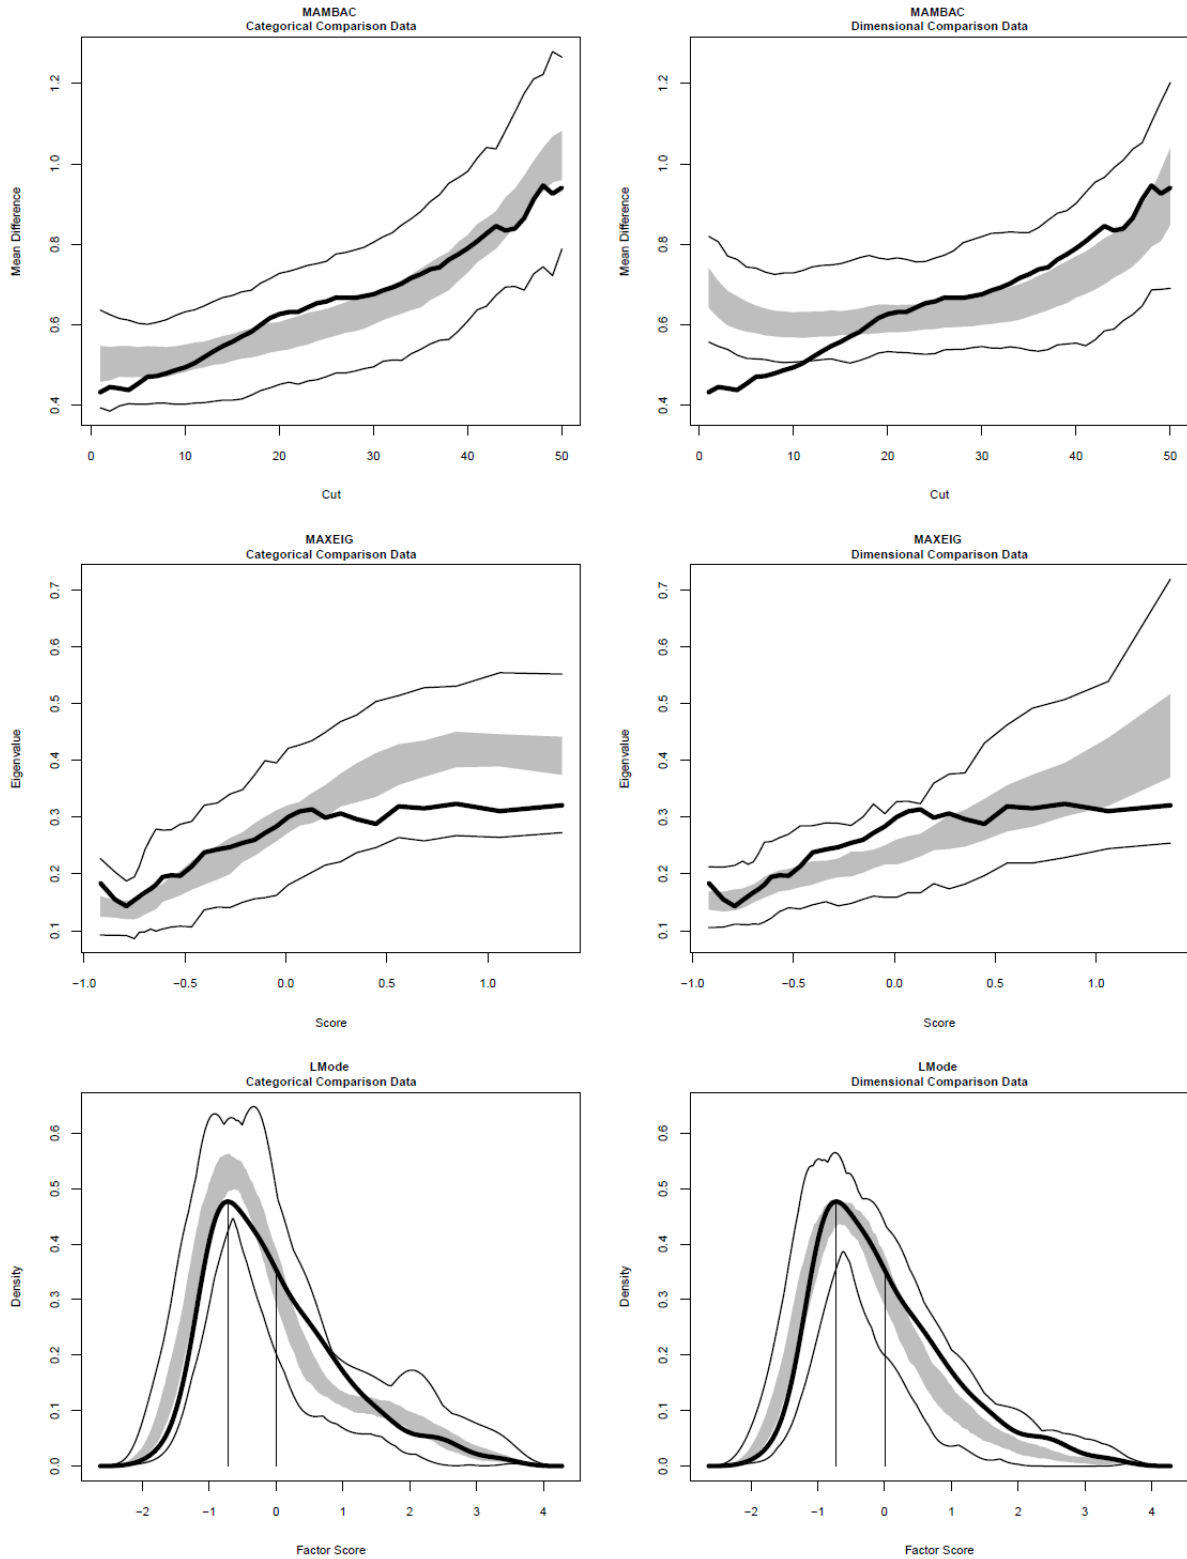 MAMBAC
Categorical Comparison Data
Mean Difference
0.4 0.6 0.8 1.0 1.2
0 10 20 30 40 50
Cut
MAMBAC
Dimensional Comparison Data
Mean Difference
0.4 0.6 0.8 1.0 1.2
0 10 20 30 40 50
Cut
MAXEIG
Categorical Comparison Data
Eigenvalue
0.1 0.2 0.3 0.4 0.5 0.6 0.7
−1.0 −0.5 0.0 0.5 1.0
Score
MAXEIG
Dimensional Comparison Data
Eigenvalue
0.1 0.2 0.3 0.4 0.5 0.6 0.7
−1.0 −0.5 0.0 0.5 1.0
Score
LMode
Categorical Comparison Data
Density
0.0 0.1 0.2 0.3 0.4 0.5 0.6
−2 −1 0 1 2 3 4
Factor Score
LMode
Dimensional Comparison Data
Density
0.0 0.1 0.2 0.3 0.4 0.5 0.6
−2 −1 0 1 2 3 4
Factor Score